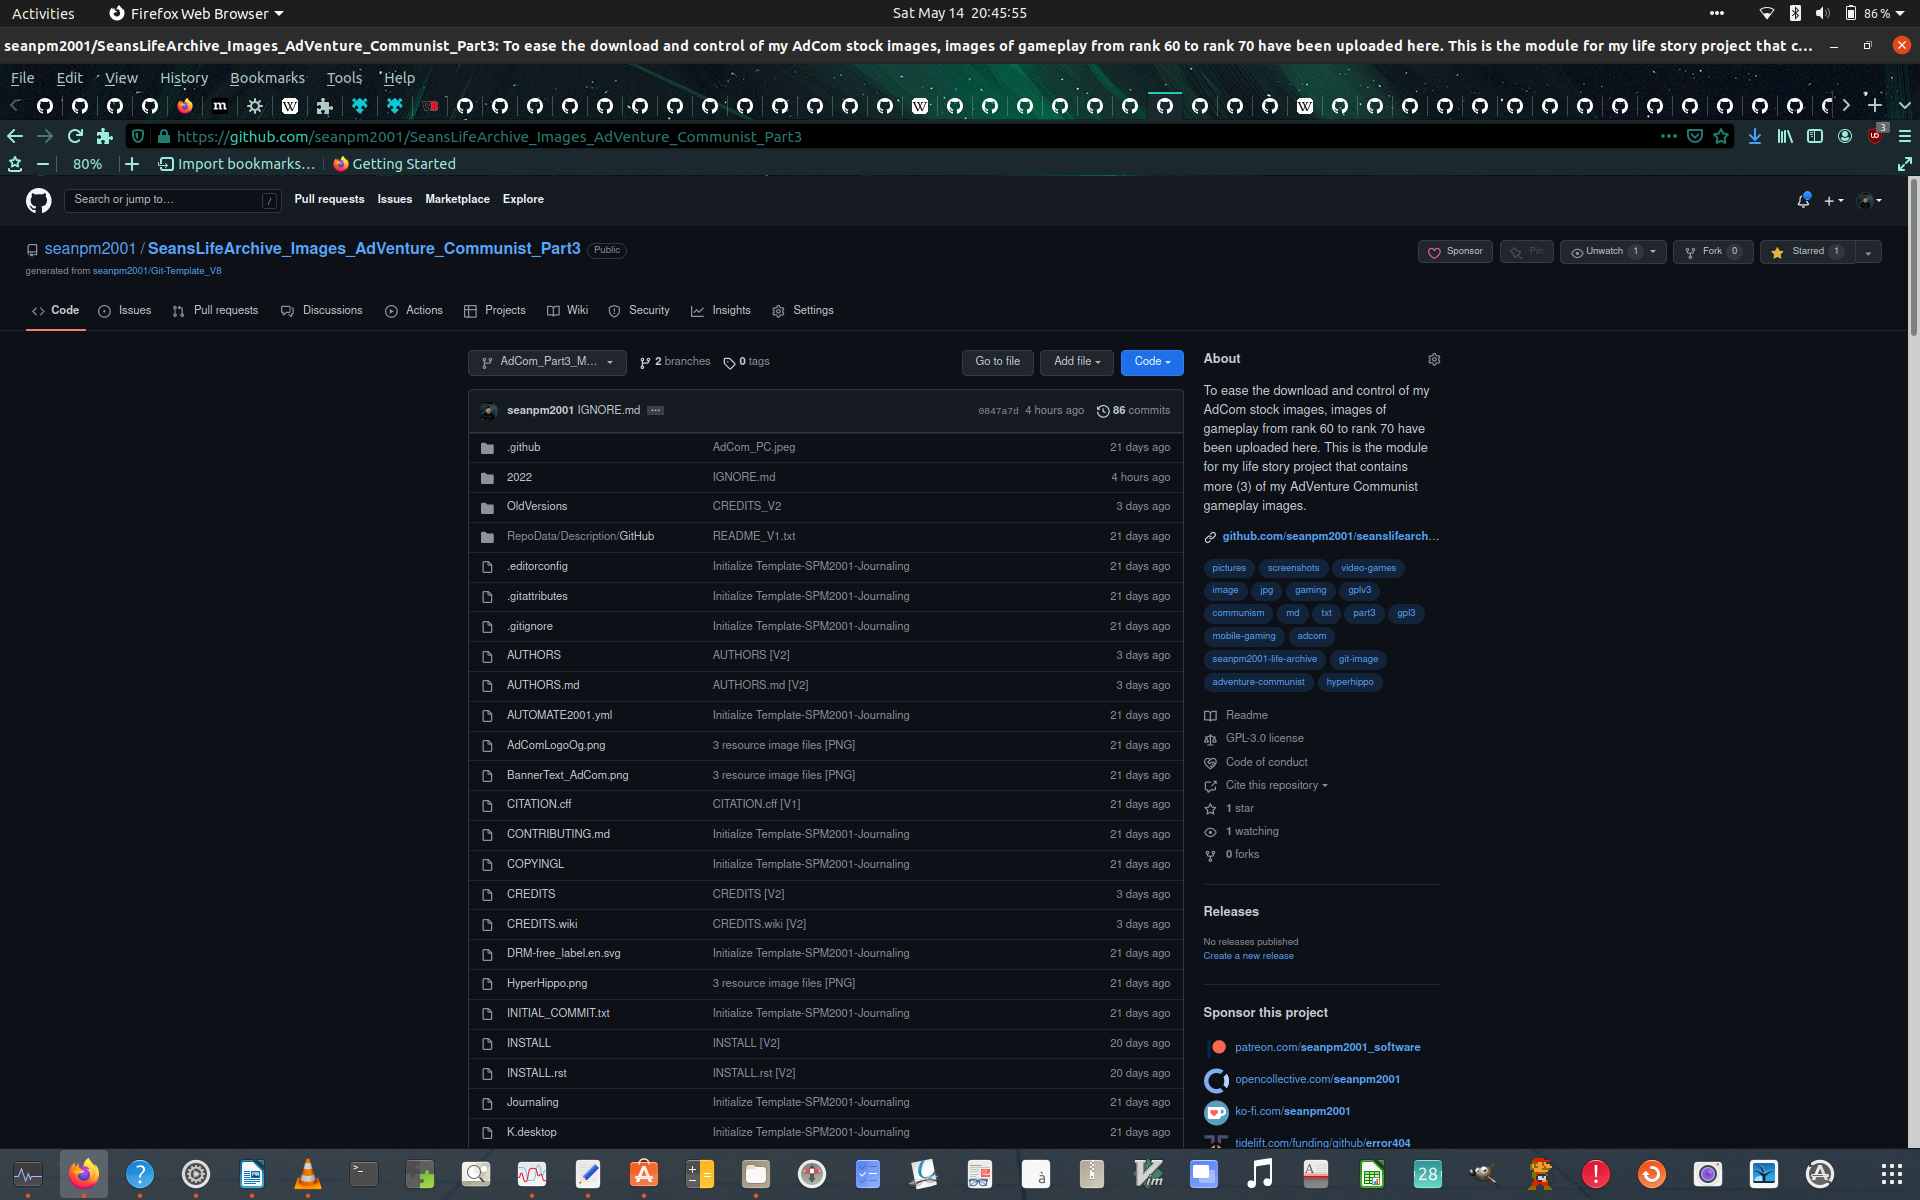 Activities Firefox Web Browser Sat May 14 20:45:55 86 %
seanpm2001/SeansLifeArchive_Images_AdVenture_Communist_Part3: To ease the download and control of my AdCom stock images, images of gameplay from rank 60 to rank 70 have been uploaded here. This is the module for my life story project that c...
File Edit View History Bookmarks Tools Help
https://github.com/seanpm2001/SeansLifeArchive_Images_AdVenture_Communist_Part3 3
80% Import bookmarks... Getting Started
Search or jump to... / Pull requests Issues Marketplace Explore
seanpm2001 / SeansLifeArchive_Images_AdVenture_Communist_Part3 Public Sponsor Pin Unwatch 1 Fork 0 Starred 1
generated from seanpm2001/Git-Template_V8
Code Issues Pull requests Discussions Actions Projects Wiki Security Insights Settings
AdCom_Part3_M... 2 branches 0 tags Go to file Add file Code
seanpm2001 IGNORE.md ... 0847a7d 4 hours ago 86 commits
.github AdCom_PC.jpeg 21 days ago
2022 IGNORE.md 4 hours ago
OldVersions CREDITS_V2 3 days ago
RepoData/Description/GitHub README_V1.txt 21 days ago
.editorconfig Initialize Template-SPM2001-Journaling 21 days ago
.gitattributes Initialize Template-SPM2001-Journaling 21 days ago
.gitignore Initialize Template-SPM2001-Journaling 21 days ago
AUTHORS AUTHORS [V2] 3 days ago
AUTHORS.md AUTHORS.md [V2] 3 days ago
AUTOMATE2001.yml Initialize Template-SPM2001-Journaling 21 days ago
AdComLogoOg.png 3 resource image files [PNG] 21 days ago
BannerText_AdCom.png 3 resource image files [PNG] 21 days ago
CITATION.cff CITATION.cff [V1] 21 days ago
CONTRIBUTING.md Initialize Template-SPM2001-Journaling 21 days ago
COPYINGL Initialize Template-SPM2001-Journaling 21 days ago
CREDITS CREDITS [V2] 3 days ago
CREDITS.wiki CREDITS.wiki [V2] 3 days ago
DRM-free_label.en.svg Initialize Template-SPM2001-Journaling 21 days ago
HyperHippo.png 3 resource image files [PNG] 21 days ago
INITIAL_COMMIT.txt Initialize Template-SPM2001-Journaling 21 days ago
INSTALL INSTALL [V2] 20 days ago
INSTALL.rst INSTALL.rst [V2] 20 days ago
Journaling Initialize Template-SPM2001-Journaling 21 days ago
K.desktop Initialize Template-SPM2001-Journaling 21 days ago
About
To ease the download and control of my
AdCom stock images, images of
gameplay from rank 60 to rank 70 have
been uploaded here. This is the module
for my life story project that contains
more (3) of my AdVenture Communist
gameplay images.
github.com/seanpm2001/seanslifearch...
pictures screenshots video-games
image jpg gaming gplv3
communism md txt part3 gpl3
mobile-gaming adcom
seanpm2001-life-archive git-image
adventure-communist hyperhippo
Readme
GPL-3.0 license
Code of conduct
Cite this repository
1 star
1 watching
0 forks
Releases
No releases published
Create a new release
Sponsor this project
patreon.com/seanpm2001_software
opencollective.com/seanpm2001
ko-fi.com/seanpm2001
tidelift.com/funding/github/error404
28